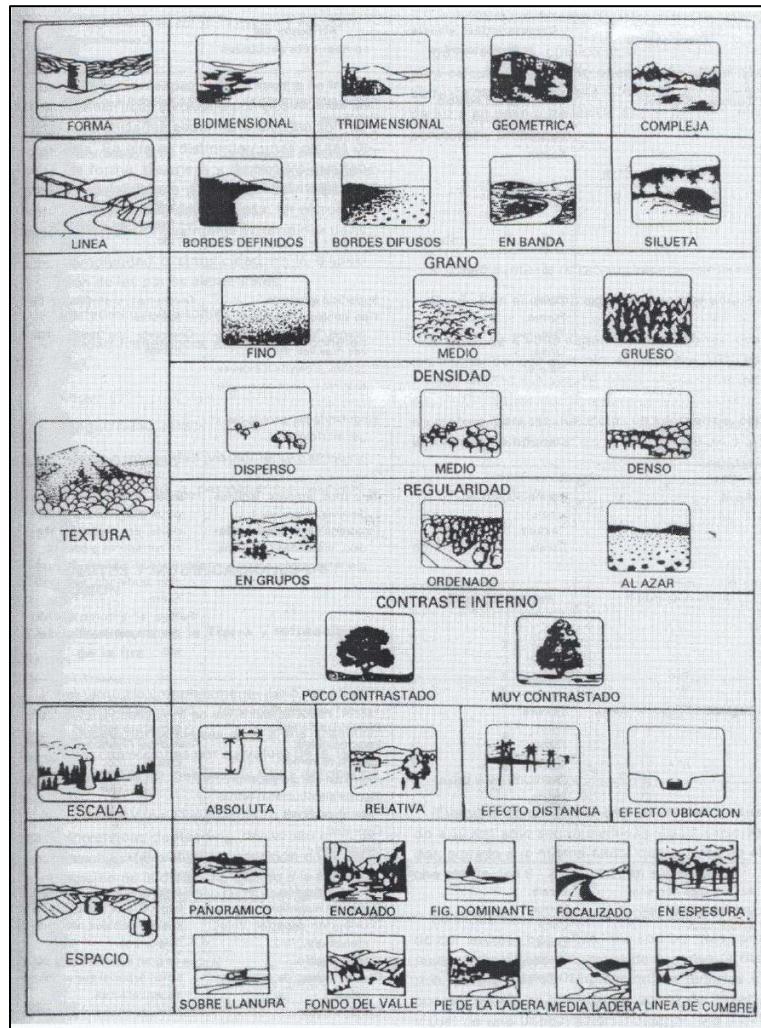 FORMA
BIDIMENSIONAL
TRIDIMENSIONAL
GEOMETRICA
COMPLEJA
LINEA
BORDES DEFINIDOS
BORDES DIFUSOS
EN BANDA
SILUETA
TEXTURA
GRANO
FINO
MEDIO
GRUESO
DENSIDAD
DISPERSO
MEDIO
DENSO
REGULARIDAD
EN GRUPOS
ORDENADO
AL AZAR
CONTRASTE INTERNO
POCO CONTRASTADO
MUY CONTRASTADO
ESCALA
ABSOLUTA
RELATIVA
EFECTO DISTANCIA
EFECTO UBICACION
ESPACIO
PANORAMICO
ENCAJADO
FIG. DOMINANTE
FOCALIZADO
EN ESPESURA
SOBRE LLANURA
FONDO DEL VALLE
PIE DE LA LADERA
MEDIA LADERA
LINEA DE CUMBRE